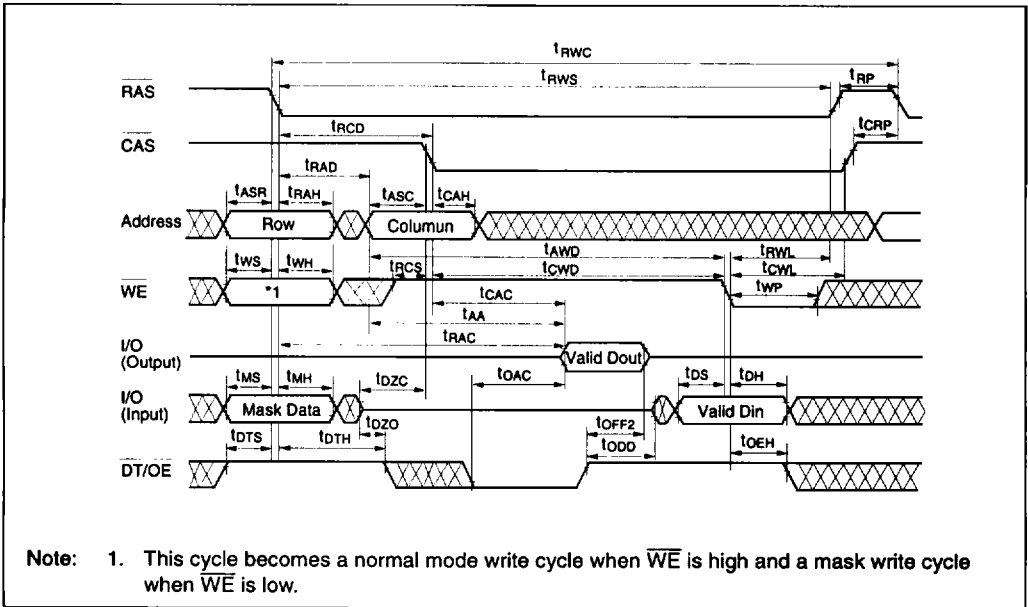 tRWC
tRWS
tRP
RAS
tRCD
tCRP
CAS
tRAD
tASR tRAH tASC tCAH
Address Row Columun
tAWD tRWL
tWS tWH tRCS tCWD tCWL
WE *1 tWP
tCAC
tAA
tRAC
I/O
(Output) Valid Dout
tMS tMH tDZC tOAC tDS tDH
I/O
(Input) Mask Data Valid Din
tDTS tDTH tDZO tOFF2
tODD tOEH
DT/OE
Note: 1. This cycle becomes a normal mode write cycle when WE is high and a mask write cycle
when WE is low.